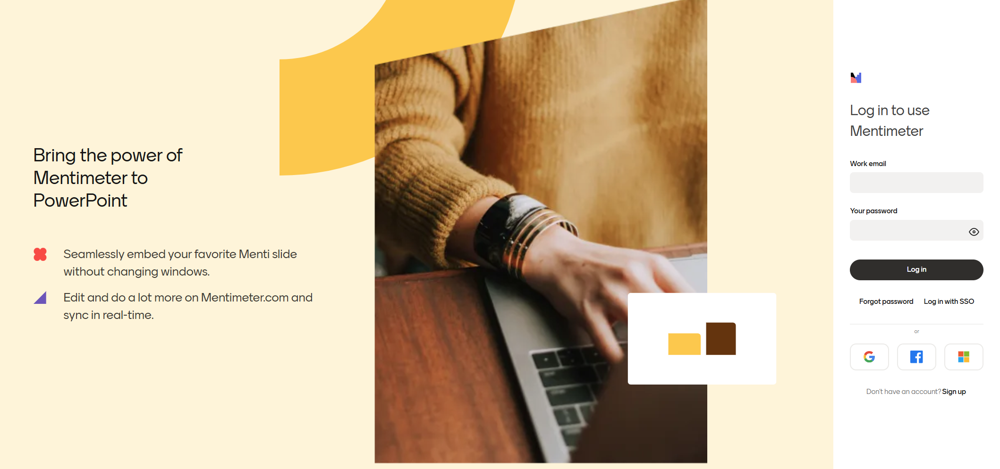 Bring the power of
Mentimeter to
PowerPoint
Seamlessly embed your favorite Menti slide
without changing windows.
Edit and do a lot more on Mentimeter.com and
sync in real-time.
Log in to use
Mentimeter
Work email
Your password
Log in
Forgot password Log in with SSO
or
Don't have an account? Sign up